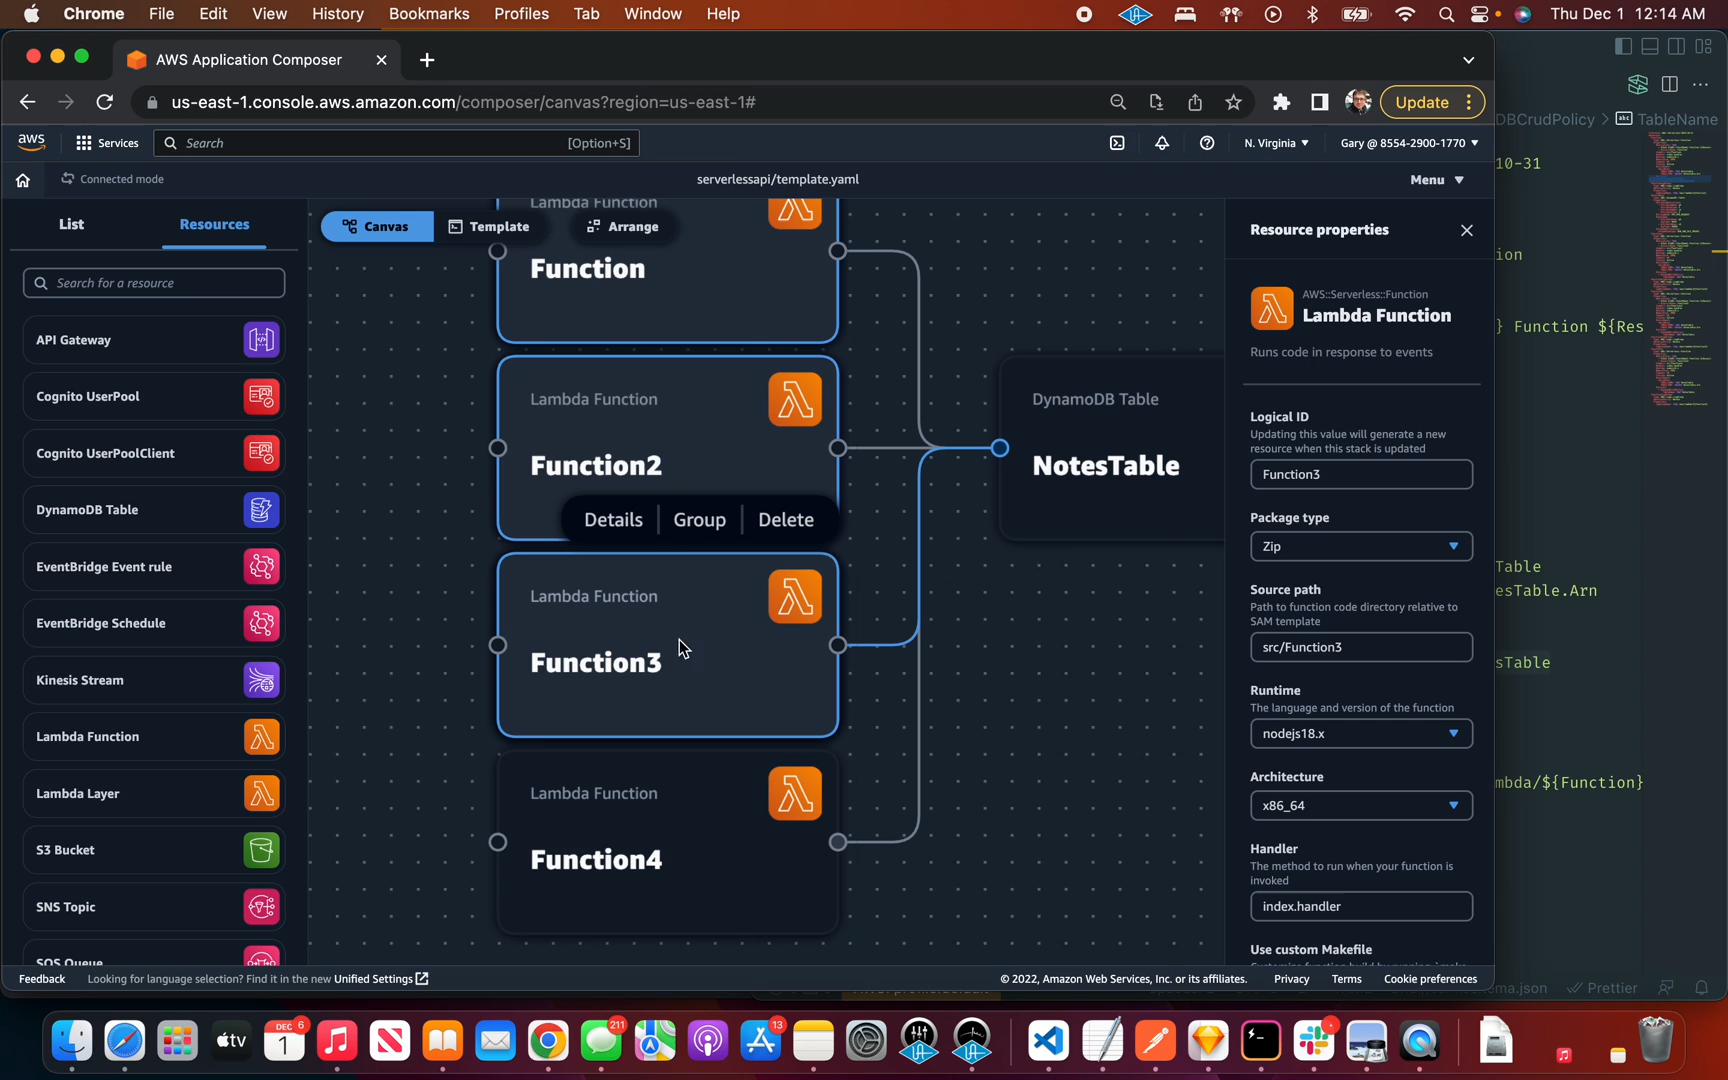 Chrome File Edit View History Bookmarks Profiles Tab Window Help Thu Dec 1 12:14 AM
AWS Application Composer
us-east-1.console.aws.amazon.com/composer/canvas?region=us-east-1# Update
DBCrudPolicy > abc TableName
aws Services Search [Option+S] N. Virginia Gary @ 8554-2900-1770
10-31
Connected mode serverlessapi/template.yaml Menu
List Resources
Canvas Template Arrange
Resource properties
Search for a resource
API Gateway
Cognito UserPool
Cognito UserPoolClient
DynamoDB Table
EventBridge Event rule
EventBridge Schedule
Kinesis Stream
Lambda Function
Lambda Layer
S3 Bucket
SNS Topic
SQS Queue
Lambda Function
Function
Lambda Function
Function2
Details Group Delete
Lambda Function
Function3
Lambda Function
Function4
DynamoDB Table
NotesTable
AWS::Serverless::Function
Lambda Function
Runs code in response to events
Logical ID
Updating this value will generate a new
resource when this stack is updated
Function3
Package type
Zip
Source path
Path to function code directory relative to
SAM template
src/Function3
Runtime
The language and version of the function
nodejs18.x
Architecture
x86_64
Handler
The method to run when your function is
invoked
index.handler
Use custom Makefile
ion
} Function ${Res
Table
esTable.Arn
sTable
mbda/${Function}
Feedback Looking for language selection? Find it in the new Unified Settings © 2022, Amazon Web Services, Inc. or its affiliates. Privacy Terms Cookie preferences
ema.json Prettier
DEC 6
1
tv
211
13